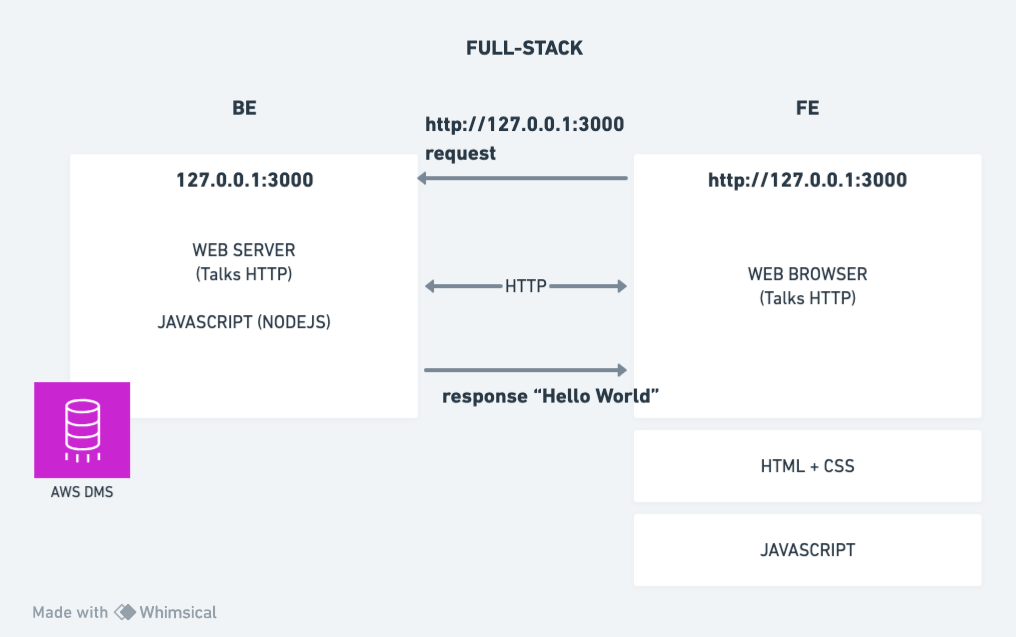 FULL-STACK
BE
FE
http://127.0.0.1:3000
request
127.0.0.1:3000
http://127.0.0.1:3000
WEB SERVER
(Talks HTTP)
JAVASCRIPT (NODEJS)
HTTP
WEB BROWSER
(Talks HTTP)
response “Hello World”
AWS DMS
HTML + CSS
JAVASCRIPT
Made with Whimsical